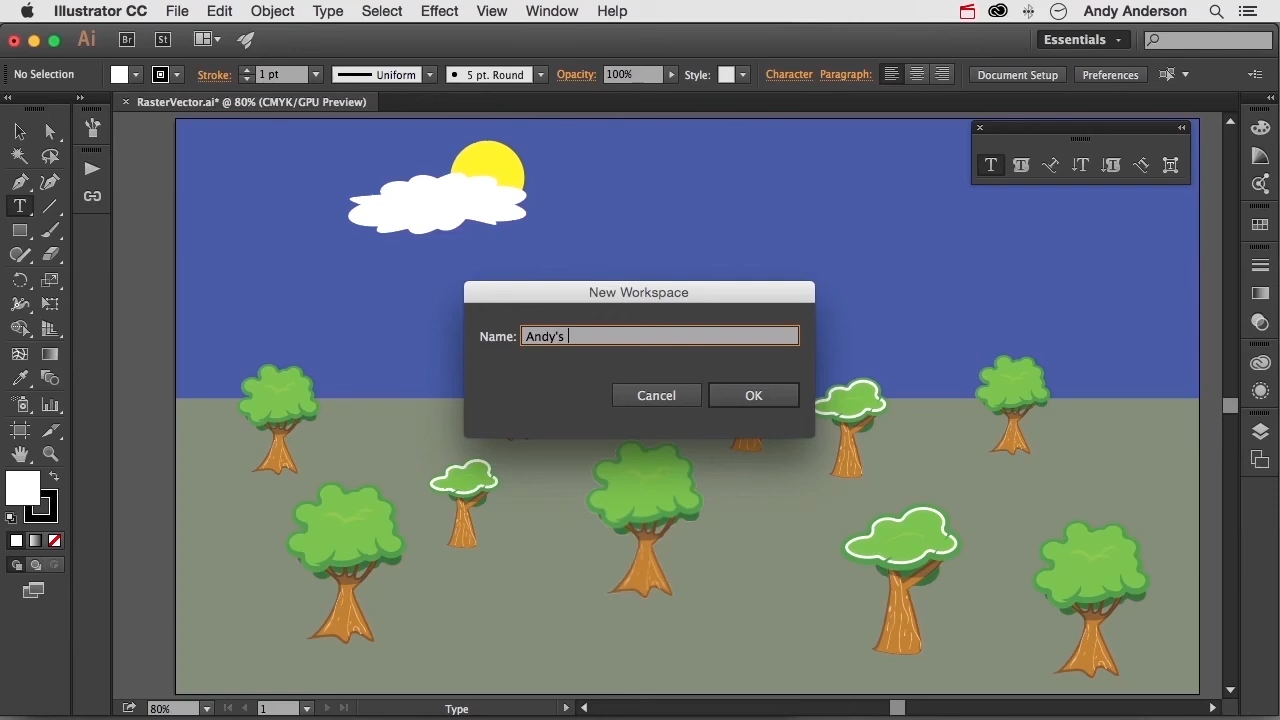 Illustrator CC File Edit Object Type Select Effect View Window Help Andy Anderson
Ai Br St Essentials
No Selection Stroke: 1 pt Uniform 5 pt. Round Opacity: 100% Style: Character Paragraph: Document Setup Preferences
× RasterVector.ai* @ 80% (CMYK/GPU Preview)
New Workspace
Name: Andy's
Cancel OK
80% 1 Type